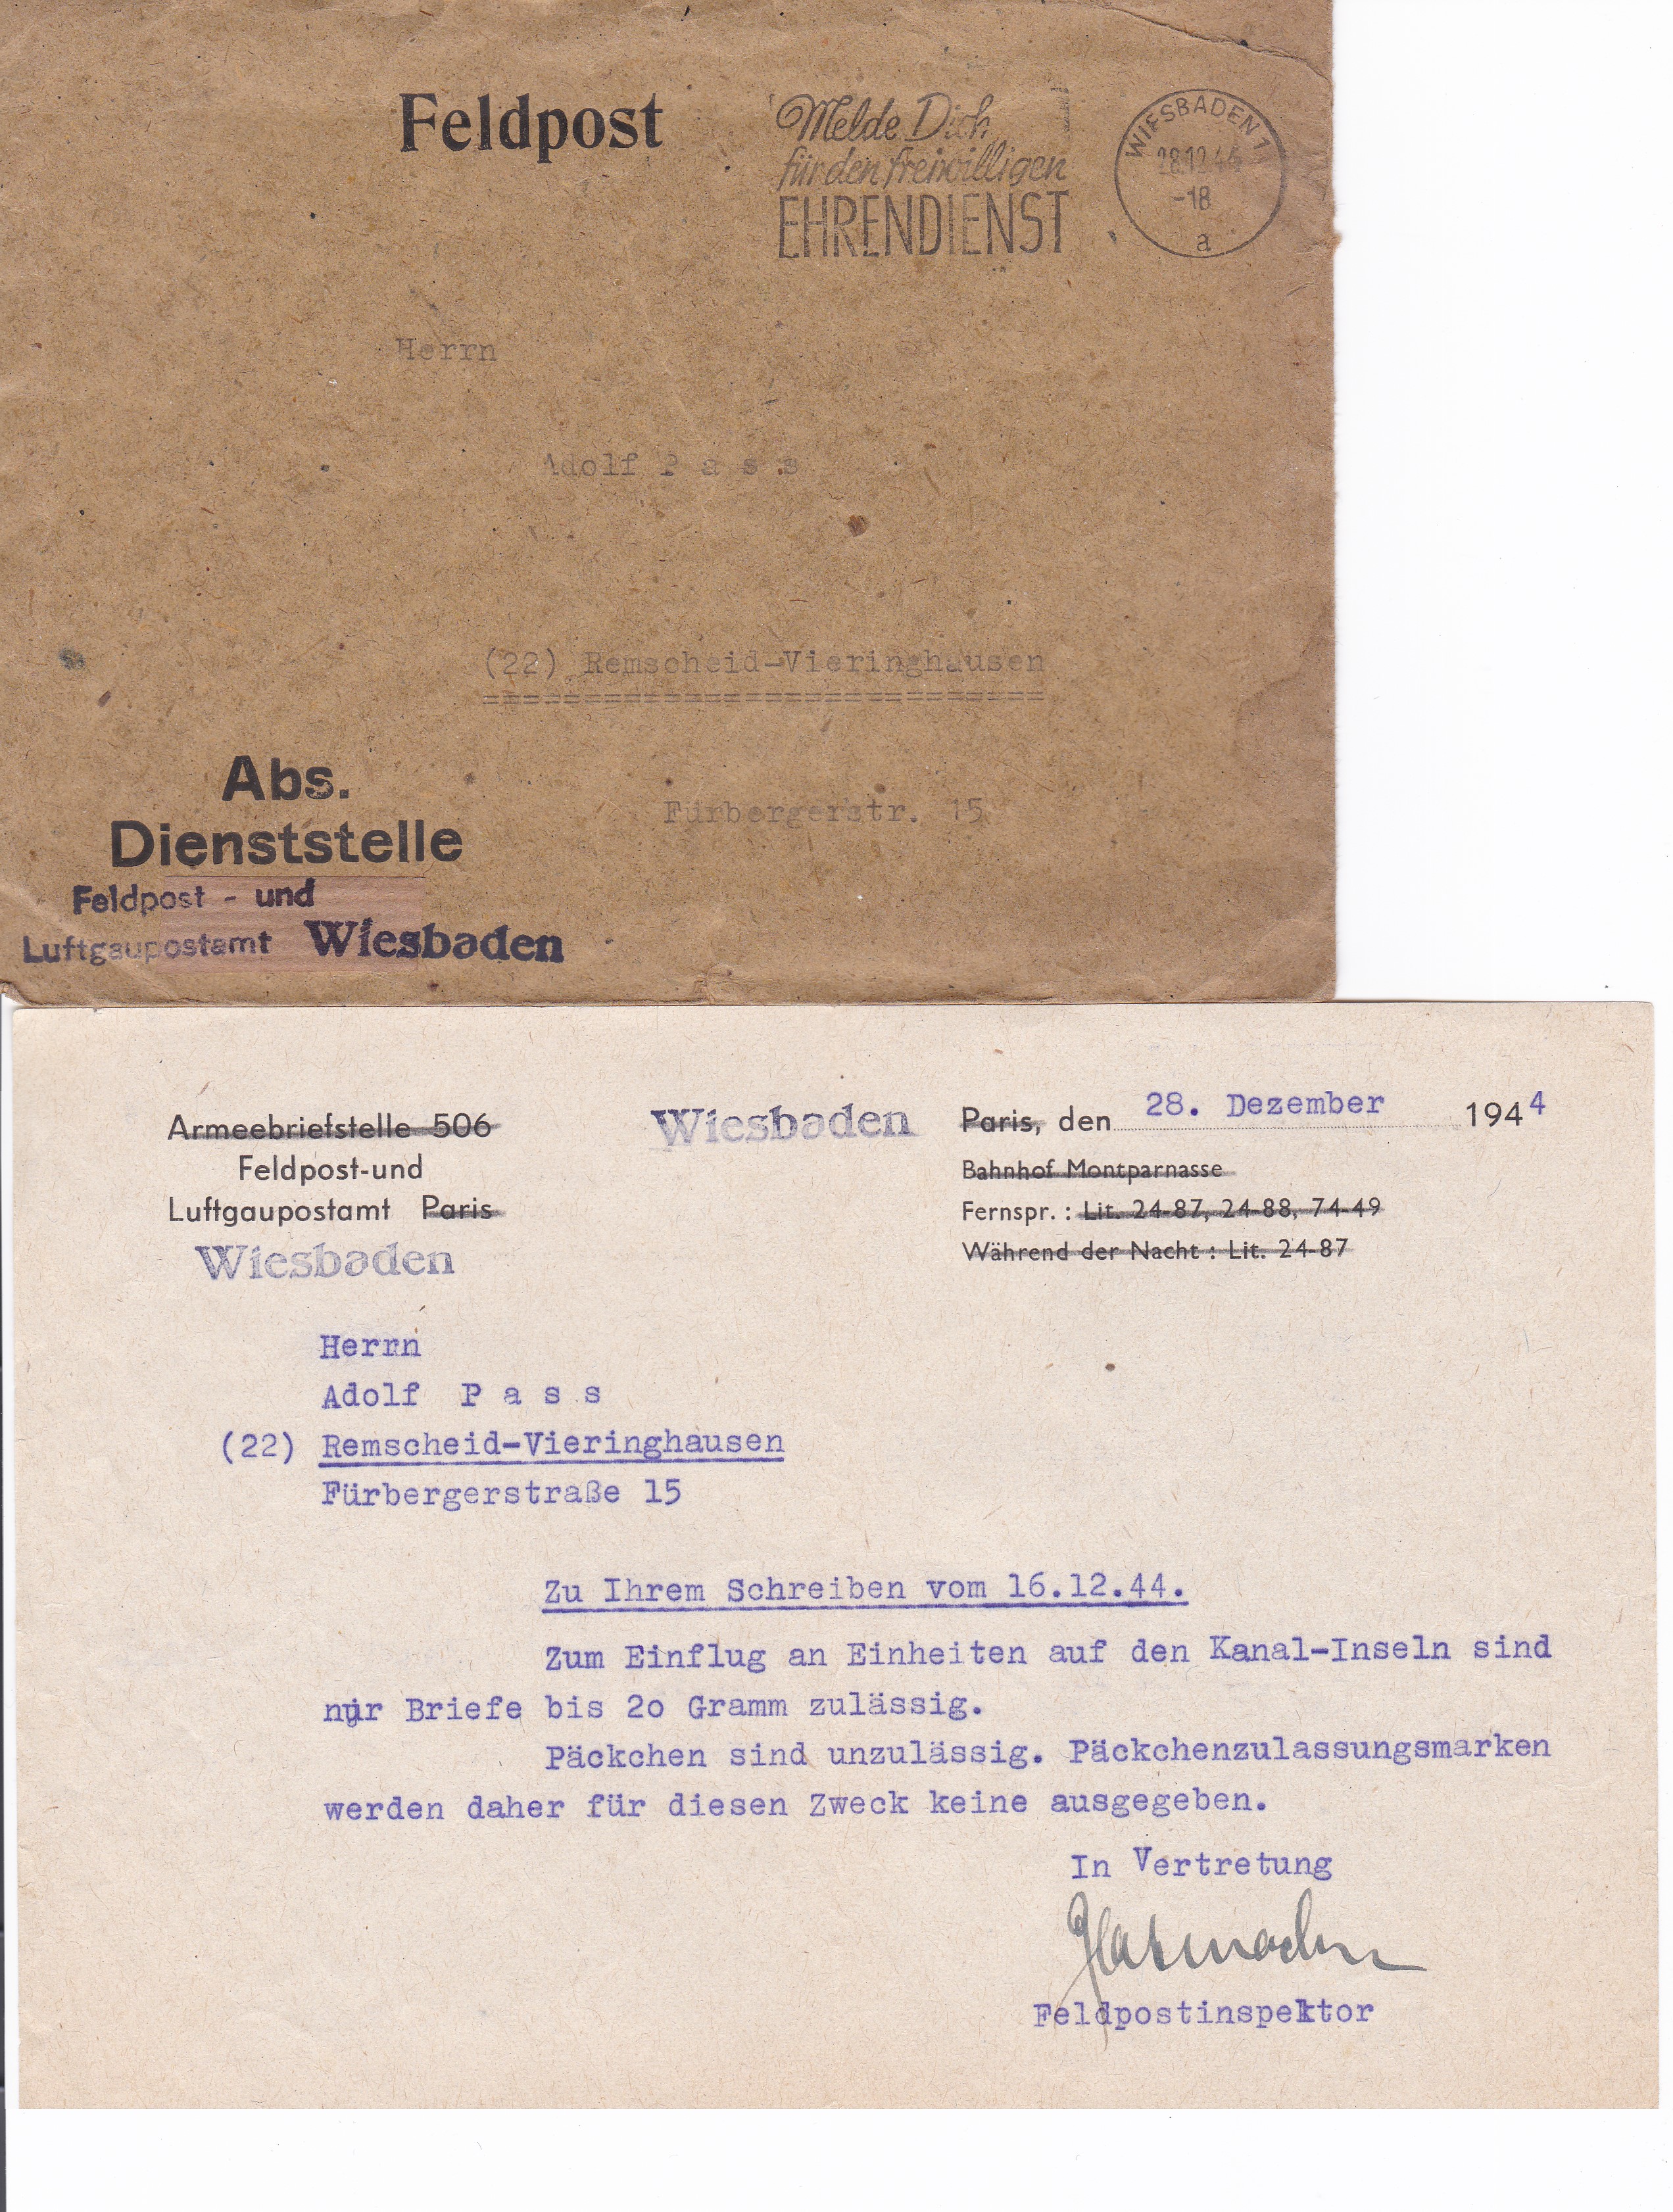 Feldpost
Melde Dich
für den freiwilligen
EHRENDIENST
WIESBADEN 1
28.12.44
-18
a
Herrn
Adolf P a s s
(22) Remscheid-Vieringhausen
============================
Fürbergerstr. 15
Abs.
Dienststelle
Feldpost - und
Luftgaupostamt Wiesbaden
Armeebriefstelle 506
Feldpost-und
Luftgaupostamt Paris
Wiesbaden
Wiesbaden
Paris, den 28. Dezember 1944
Bahnhof Montparnasse
Fernspr. : Lit. 24-87, 24-88, 74-49
Während der Nacht : Lit. 24-87
Herrn
Adolf P a s s
(22) Remscheid-Vieringhausen
Fürbergerstraße 15
Zu Ihrem Schreiben vom 16.12.44.
Zum Einflug an Einheiten auf den Kanal-Inseln sind
nur Briefe bis 2o Gramm zulässig.
Päckchen sind unzulässig. Päckchenzulassungsmarken
werden daher für diesen Zweck keine ausgegeben.
In Vertretung
Feldpostinspektor